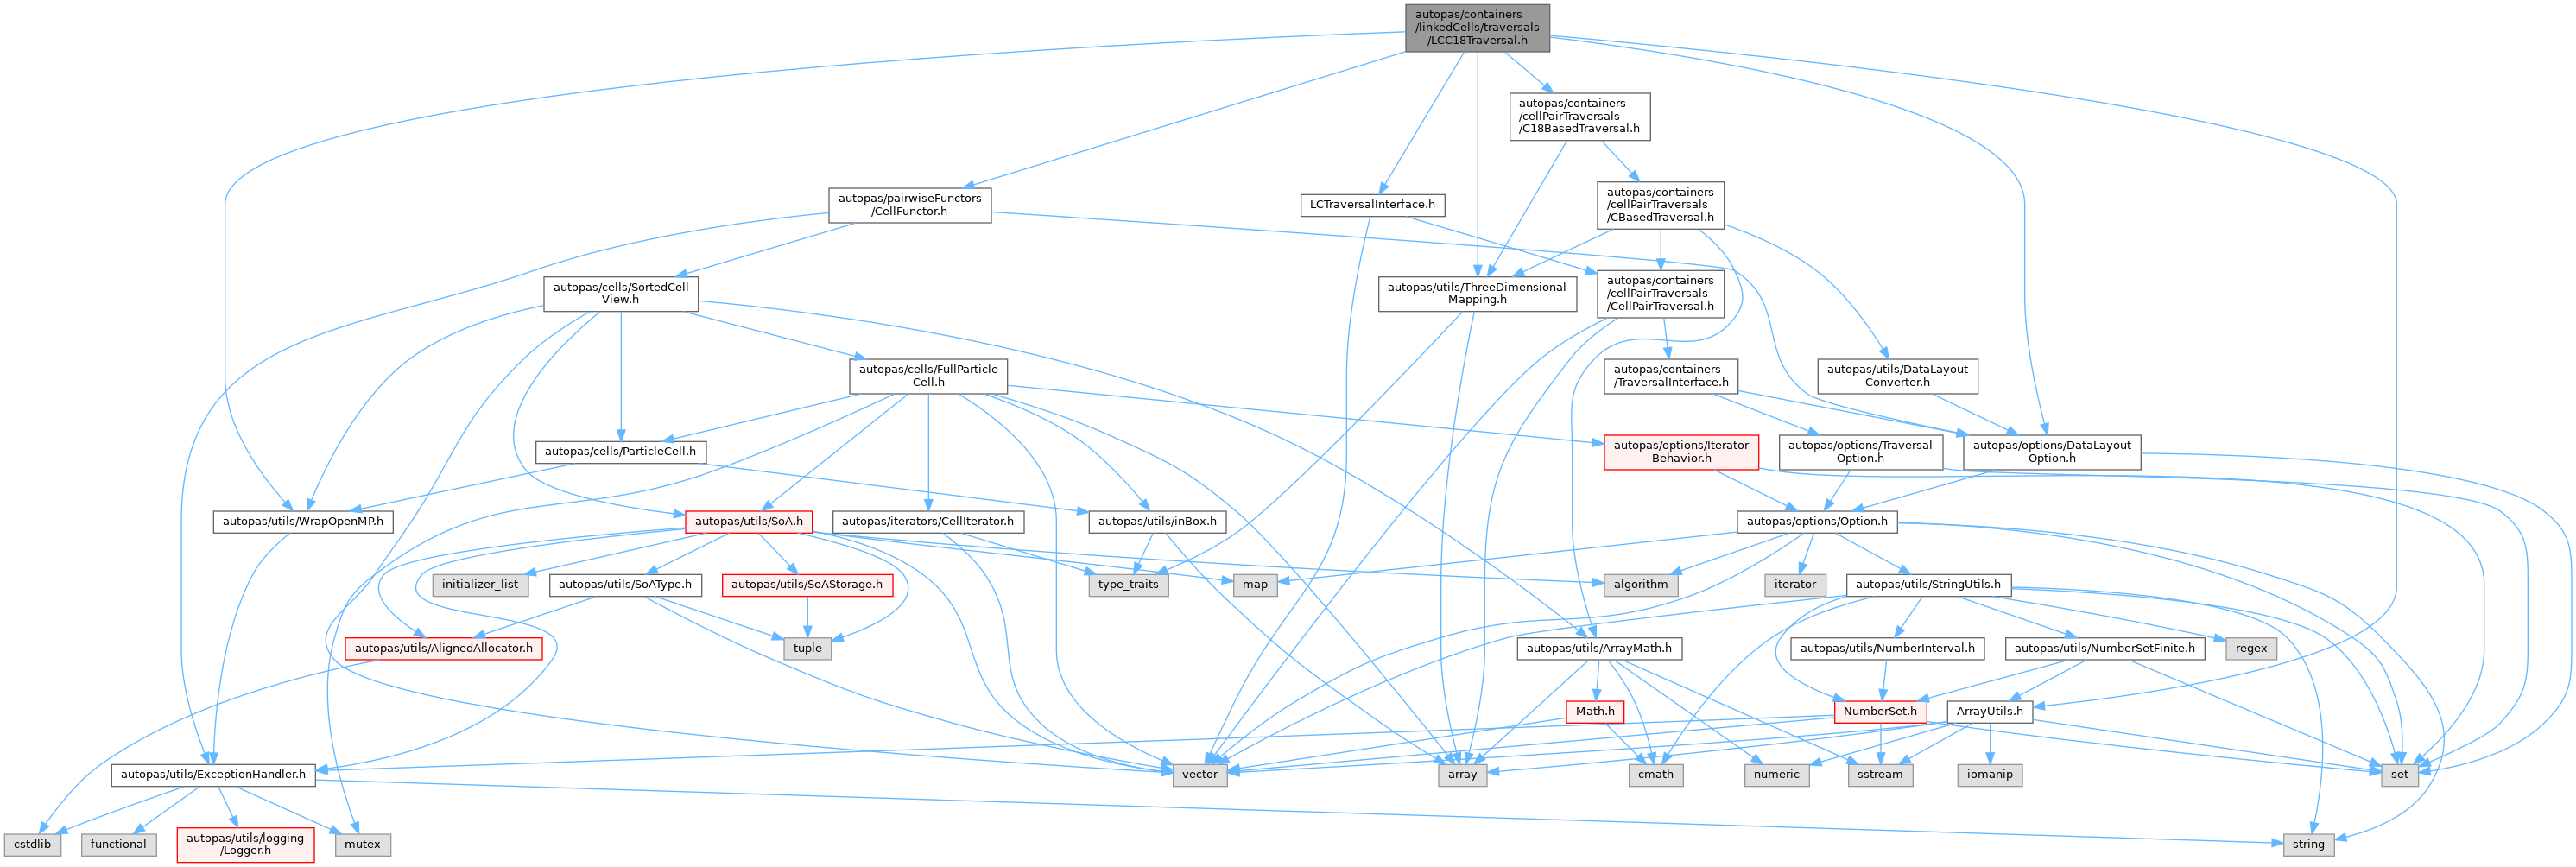 autopas/containers
/linkedCells/traversals
/LCC18Traversal.h
autopas/containers
/cellPairTraversals
/C18BasedTraversal.h
autopas/pairwiseFunctors
/CellFunctor.h
LCTraversalInterface.h
autopas/containers
/cellPairTraversals
/CBasedTraversal.h
autopas/cells/SortedCell
View.h
autopas/utils/ThreeDimensional
Mapping.h
autopas/containers
/cellPairTraversals
/CellPairTraversal.h
autopas/cells/FullParticle
Cell.h
autopas/containers
/TraversalInterface.h
autopas/utils/DataLayout
Converter.h
autopas/cells/ParticleCell.h
autopas/options/Iterator
Behavior.h
autopas/options/Traversal
Option.h
autopas/options/DataLayout
Option.h
autopas/utils/WrapOpenMP.h
autopas/utils/SoA.h
autopas/iterators/CellIterator.h
autopas/utils/inBox.h
autopas/options/Option.h
initializer_list
autopas/utils/SoAType.h
autopas/utils/SoAStorage.h
type_traits
map
algorithm
iterator
autopas/utils/StringUtils.h
autopas/utils/AlignedAllocator.h
tuple
autopas/utils/ArrayMath.h
autopas/utils/NumberInterval.h
autopas/utils/NumberSetFinite.h
regex
Math.h
NumberSet.h
ArrayUtils.h
autopas/utils/ExceptionHandler.h
vector
array
cmath
numeric
sstream
iomanip
set
cstdlib
functional
autopas/utils/logging
/Logger.h
mutex
string